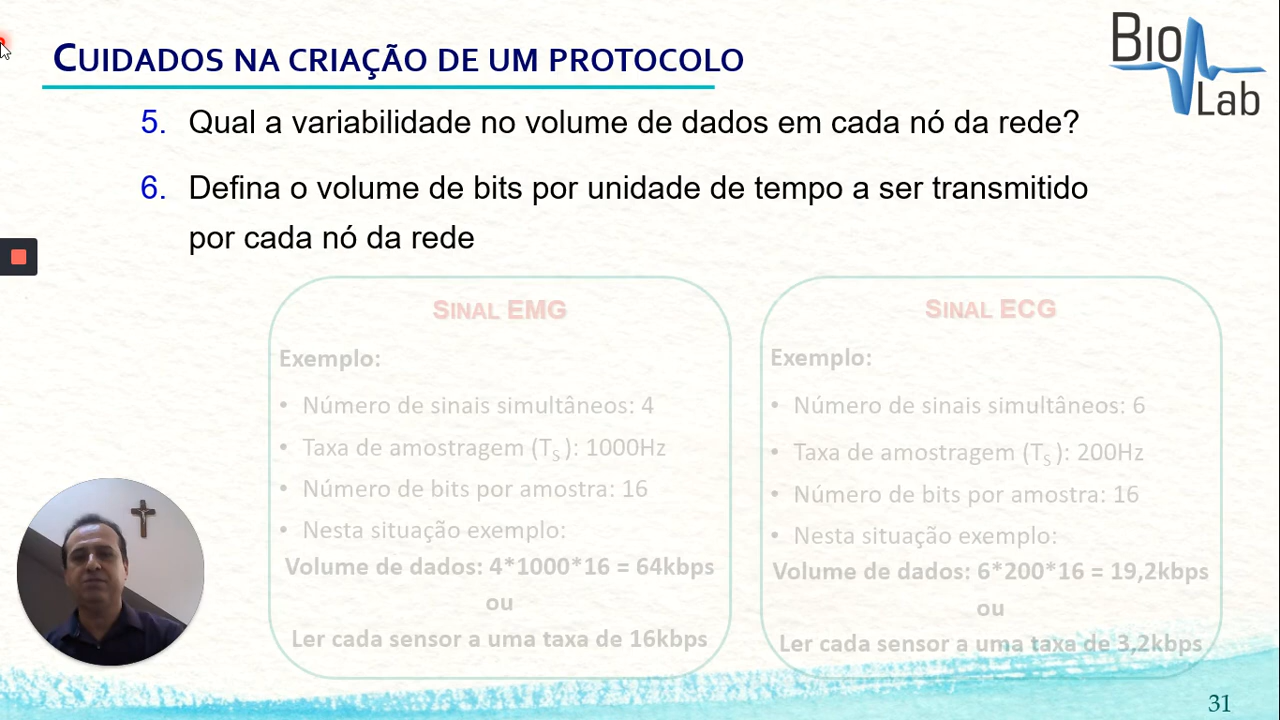 CUIDADOS NA CRIAÇÃO DE UM PROTOCOLO
Bio
Lab
5. Qual a variabilidade no volume de dados em cada nó da rede?
6. Defina o volume de bits por unidade de tempo a ser transmitido
por cada nó da rede
SINAL EMG
Exemplo:
• Número de sinais simultâneos: 4
• Taxa de amostragem (TS): 1000Hz
• Número de bits por amostra: 16
• Nesta situação exemplo:
Volume de dados: 4*1000*16 = 64kbps
ou
Ler cada sensor a uma taxa de 16kbps
SINAL ECG
Exemplo:
• Número de sinais simultâneos: 6
• Taxa de amostragem (TS): 200Hz
• Número de bits por amostra: 16
• Nesta situação exemplo:
Volume de dados: 6*200*16 = 19,2kbps
ou
Ler cada sensor a uma taxa de 3,2kbps
31